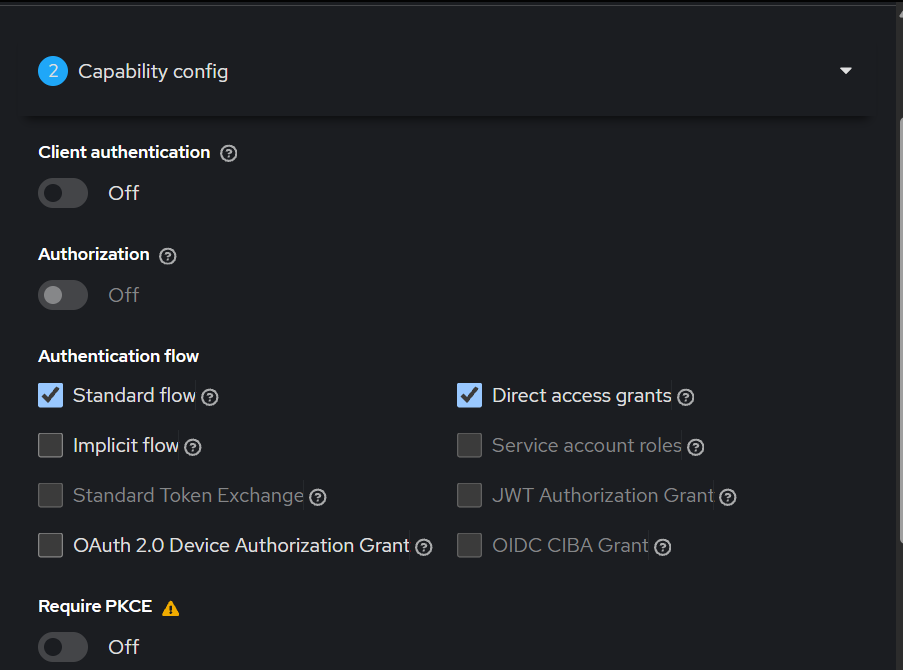 2 Capability config
Client authentication ?
Off
Authorization ?
Off
Authentication flow
Standard flow ? Direct access grants ?
Implicit flow ? Service account roles ?
Standard Token Exchange ? JWT Authorization Grant ?
OAuth 2.0 Device Authorization Grant ? OIDC CIBA Grant ?
Require PKCE
Off